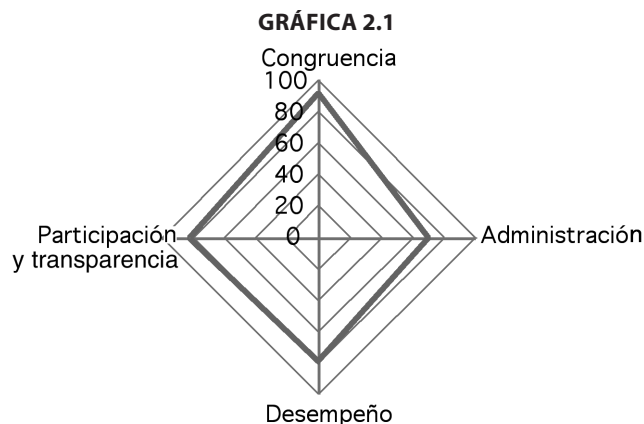 GRÁFICA 2.1
Congruencia
100
80
60
40
20
0
Participación
y transparencia
Administración
Desempeño